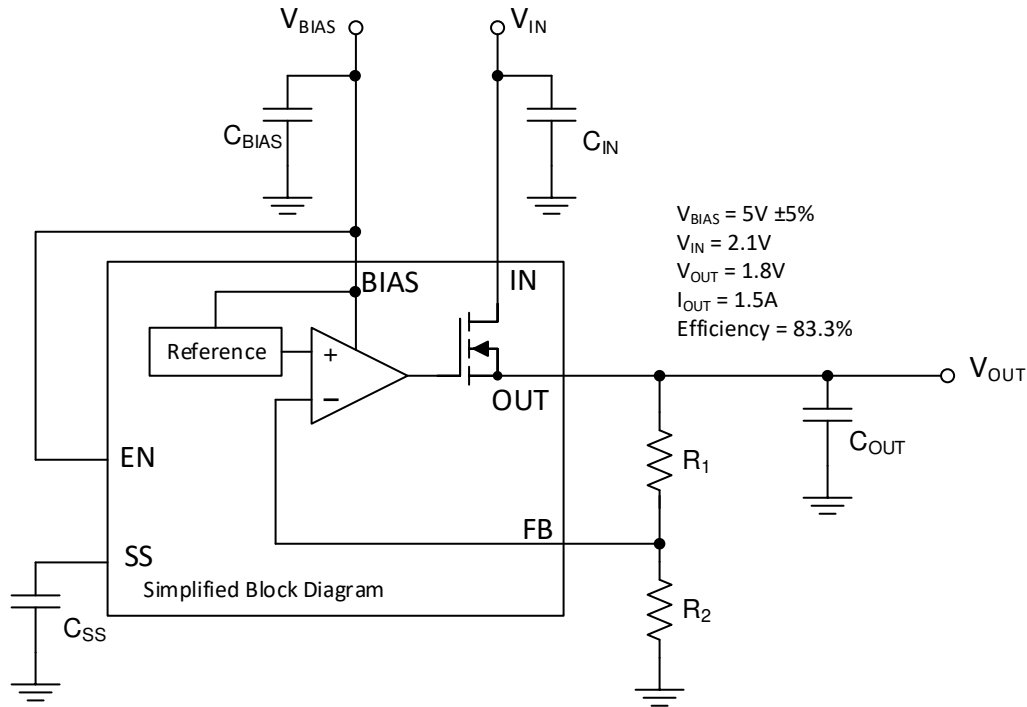 V_BIAS
V_IN
C_BIAS
C_IN
V_BIAS = 5V ±5%
V_IN = 2.1V
V_OUT = 1.8V
I_OUT = 1.5A
Efficiency = 83.3%
BIAS
IN
Reference
+
−
OUT
V_OUT
EN
R_1
C_OUT
FB
SS
Simplified Block Diagram
R_2
C_SS